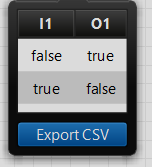 I1 O1
false true
true false
Export CSV